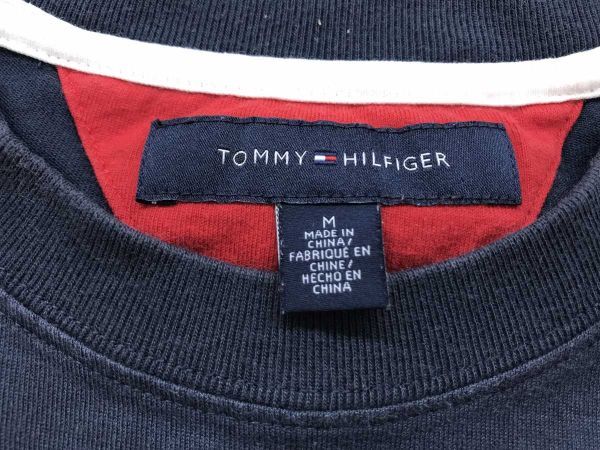 TOMMY HILFIGER
M
MADE IN
CHINA/
FABRIQUÉ EN
CHINE/
HECHO EN
CHINA